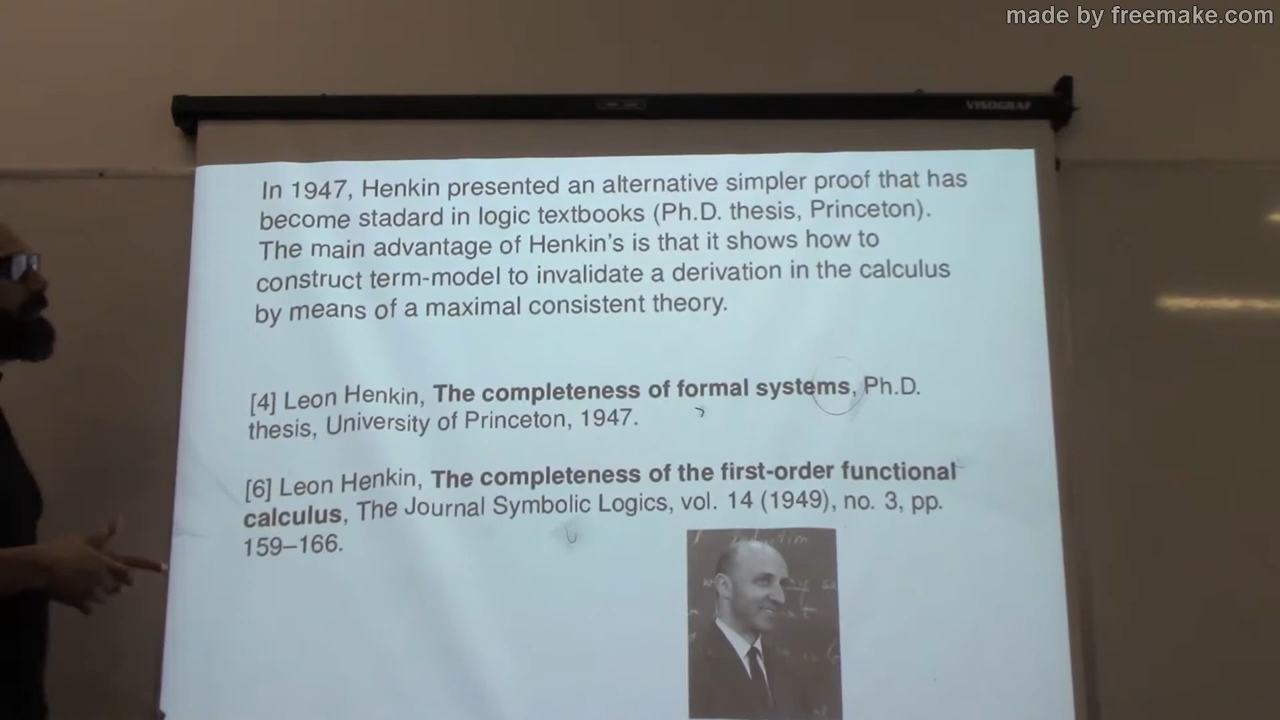 made by freemake.com
VISOGRAF
In 1947, Henkin presented an alternative simpler proof that has
become stadard in logic textbooks (Ph.D. thesis, Princeton).
The main advantage of Henkin's is that it shows how to
construct term-model to invalidate a derivation in the calculus
by means of a maximal consistent theory.
[4] Leon Henkin, The completeness of formal systems, Ph.D.
thesis, University of Princeton, 1947.
[6] Leon Henkin, The completeness of the first-order functional
calculus, The Journal Symbolic Logics, vol. 14 (1949), no. 3, pp.
159–166.